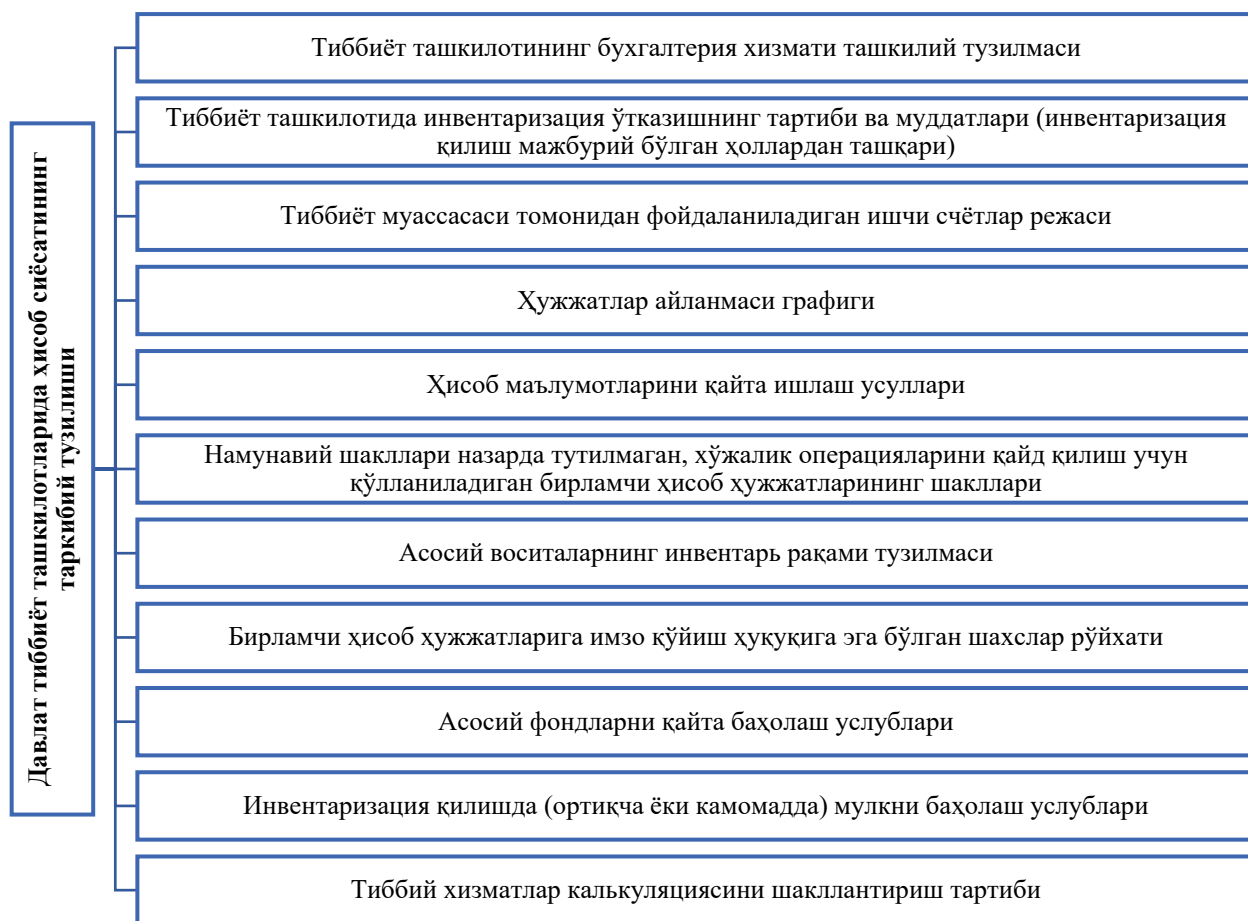 Давлат тиббиёт ташкилотларида ҳисоб сиёсатининг
таркибий тузилиши
Тиббиёт ташкилотининг бухгалтерия хизмати ташкилий тузилмаси
Тиббиёт ташкилотида инвентаризация ўтказишнинг тартиби ва муддатлари (инвентаризация
қилиш мажбурий бўлган ҳоллардан ташқари)
Тиббиёт муассасаси томонидан фойдаланиладиган ишчи счётлар режаси
Ҳужжатлар айланмаси графиги
Ҳисоб маълумотларини қайта ишлаш усуллари
Намунавий шакллари назарда тутилмаган, хўжалик операцияларини қайд қилиш учун
қўлланиладиган бирламчи ҳисоб ҳужжатларининг шакллари
Асосий воситаларнинг инвентарь рақами тузилмаси
Бирламчи ҳисоб ҳужжатларига имзо қўйиш ҳуқуқига эга бўлган шахслар рўйхати
Асосий фондларни қайта баҳолаш услублари
Инвентаризация қилишда (ортиқча ёки камомадда) мулкни баҳолаш услублари
Тиббий хизматлар калькуляциясини шакллантириш тартиби